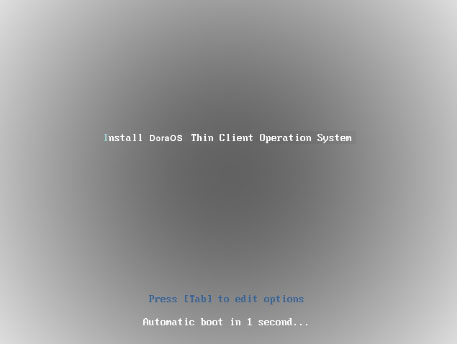 Install DoraOS Thin Client Operation System
Press [Tab] to edit options
Automatic boot in 1 second...